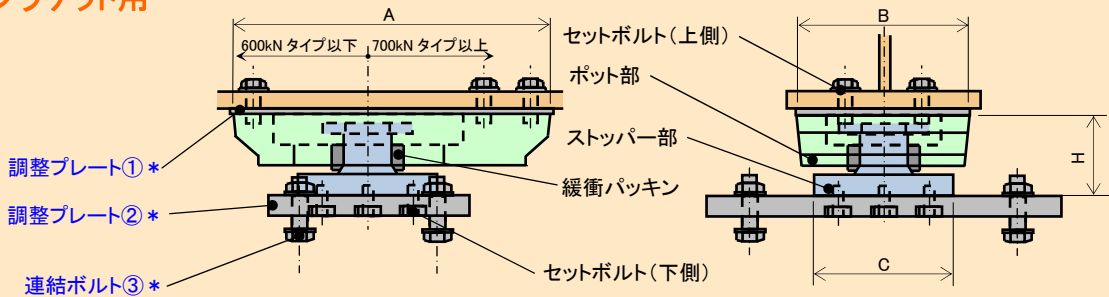 A
600kN タイプ以下
700kN タイプ以上
調整プレート①*
調整プレート②*
連結ボルト③*
セットボルト(上側)
ポット部
ストッパー部
緩衝パッキン
セットボルト(下側)
B
H
C